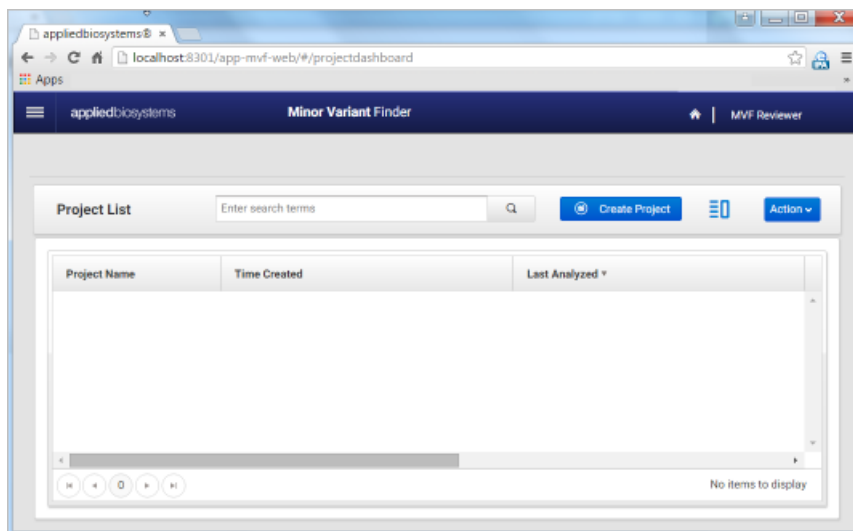 appliedbiosystems®
localhost:8301/app-mvf-web/#/projectdashboard
Apps
appliedbiosystems
Minor Variant Finder
MVF Reviewer
Project List
Enter search terms
Create Project
Action
Project Name
Time Created
Last Analyzed
0
No items to display